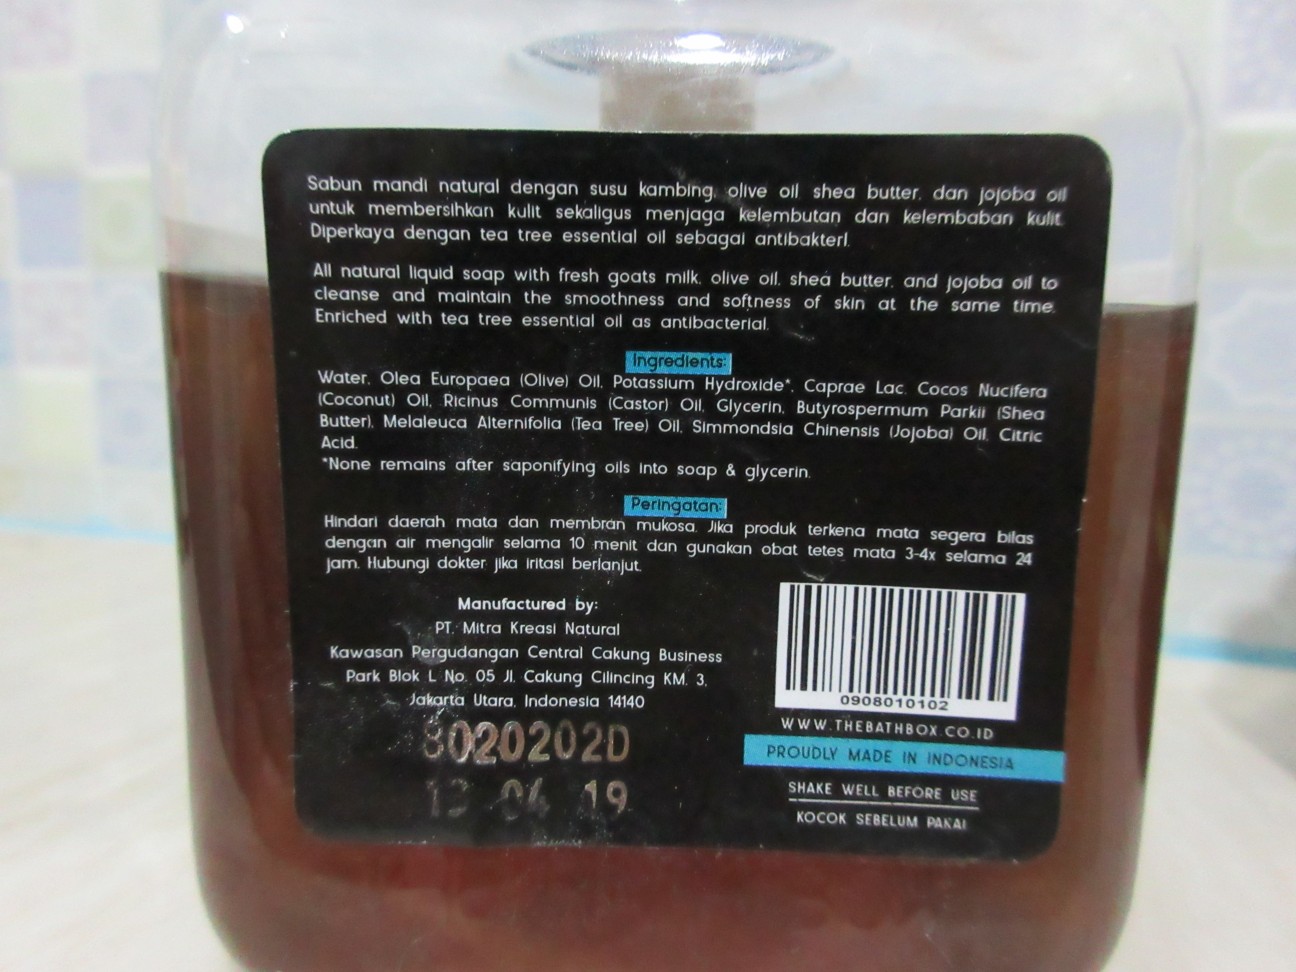 Sabun mandi natural dengan susu kambing, olive oil shea butter, dan jojoba oil
untuk membersihkan kulit sekaligus menjaga kelembutan dan kelembaban kulit.
Diperkaya dengan tea tree essential oil sebagai antibakteri.
All natural liquid soap with fresh goats milk, olive oil, shea butter, and jojoba oil to
cleanse and maintain the smoothness and softness of skin at the same time.
Enriched with tea tree essential oil as antibacterial.
Ingredients:
Water, Olea Europaea (Olive) Oil, Potassium Hydroxide*, Caprae Lac, Cocos Nucifera
(Coconut) Oil, Ricinus Communis (Castor) Oil, Glycerin, Butyrospermum Parkii (Shea
Butter), Melaleuca Alternifolia (Tea Tree) Oil, Simmondsia Chinensis (Jojoba) Oil, Citric
Acid.
*None remains after saponifying oils into soap & glycerin.
Peringatan:
Hindari daerah mata dan membran mukosa. Jika produk terkena mata segera bilas
dengan air mengalir selama 10 menit dan gunakan obat tetes mata 3-4x selama 24
jam. Hubungi dokter jika iritasi berlanjut.
Manufactured by:
PT. Mitra Kreasi Natural
Kawasan Pergudangan Central Cakung Business
Park Blok L No. 05 Jl. Cakung Cilincing KM. 3,
Jakarta Utara, Indonesia 14140
04 19
0908010102
WWW.THEBATHBOX.CO.ID
PROUDLY MADE IN INDONESIA
SHAKE WELL BEFORE USE
KOCOK SEBELUM PAKAI